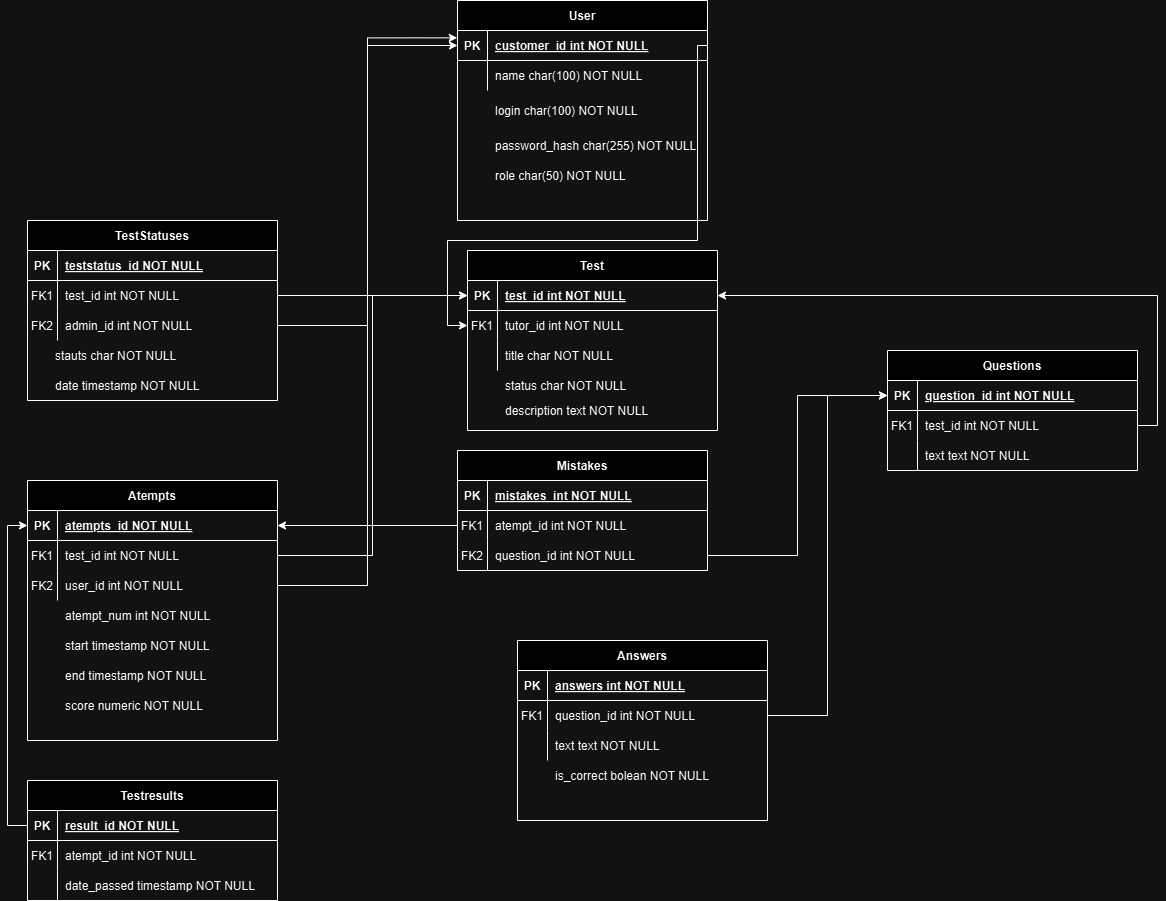 User
PK customer_id int NOT NULL
name char(100) NOT NULL
login char(100) NOT NULL
password_hash char(255) NOT NULL
role char(50) NOT NULL
TestStatuses
PK teststatus_id NOT NULL
FK1 test_id int NOT NULL
FK2 admin_id int NOT NULL
stauts char NOT NULL
date timestamp NOT NULL
Test
PK test_id int NOT NULL
FK1 tutor_id int NOT NULL
title char NOT NULL
status char NOT NULL
description text NOT NULL
Questions
PK question_id int NOT NULL
FK1 test_id int NOT NULL
text text NOT NULL
Mistakes
PK mistakes_int NOT NULL
FK1 atempt_id int NOT NULL
FK2 question_id int NOT NULL
Atempts
PK atempts_id NOT NULL
FK1 test_id int NOT NULL
FK2 user_id int NOT NULL
atempt_num int NOT NULL
start timestamp NOT NULL
end timestamp NOT NULL
score numeric NOT NULL
Answers
PK answers int NOT NULL
FK1 question_id int NOT NULL
text text NOT NULL
is_correct bolean NOT NULL
Testresults
PK result_id NOT NULL
FK1 atempt_id int NOT NULL
date_passed timestamp NOT NULL